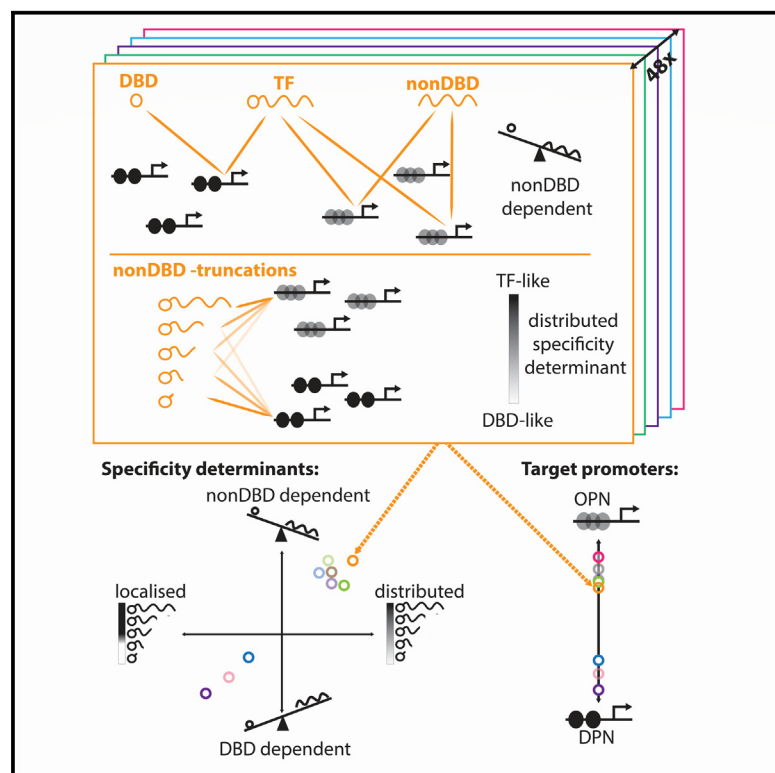 48x
DBD TF nonDBD
nonDBD
dependent
nonDBD -truncations
TF-like
distributed
specificity
determinant
DBD-like
Specificity determinants:
Target promoters:
nonDBD dependent
OPN
localised
distributed
DBD dependent
DPN